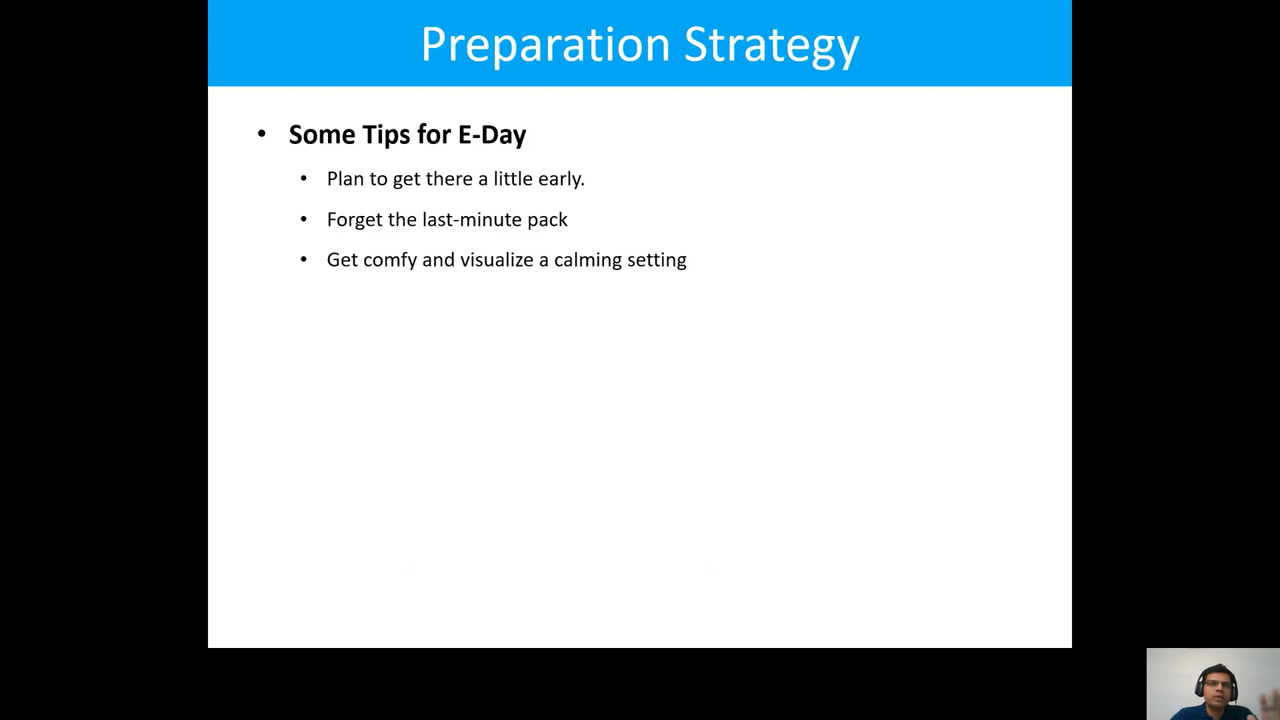 Preparation Strategy
• Some Tips for E-Day
• Plan to get there a little early.
• Forget the last-minute pack
• Get comfy and visualize a calming setting